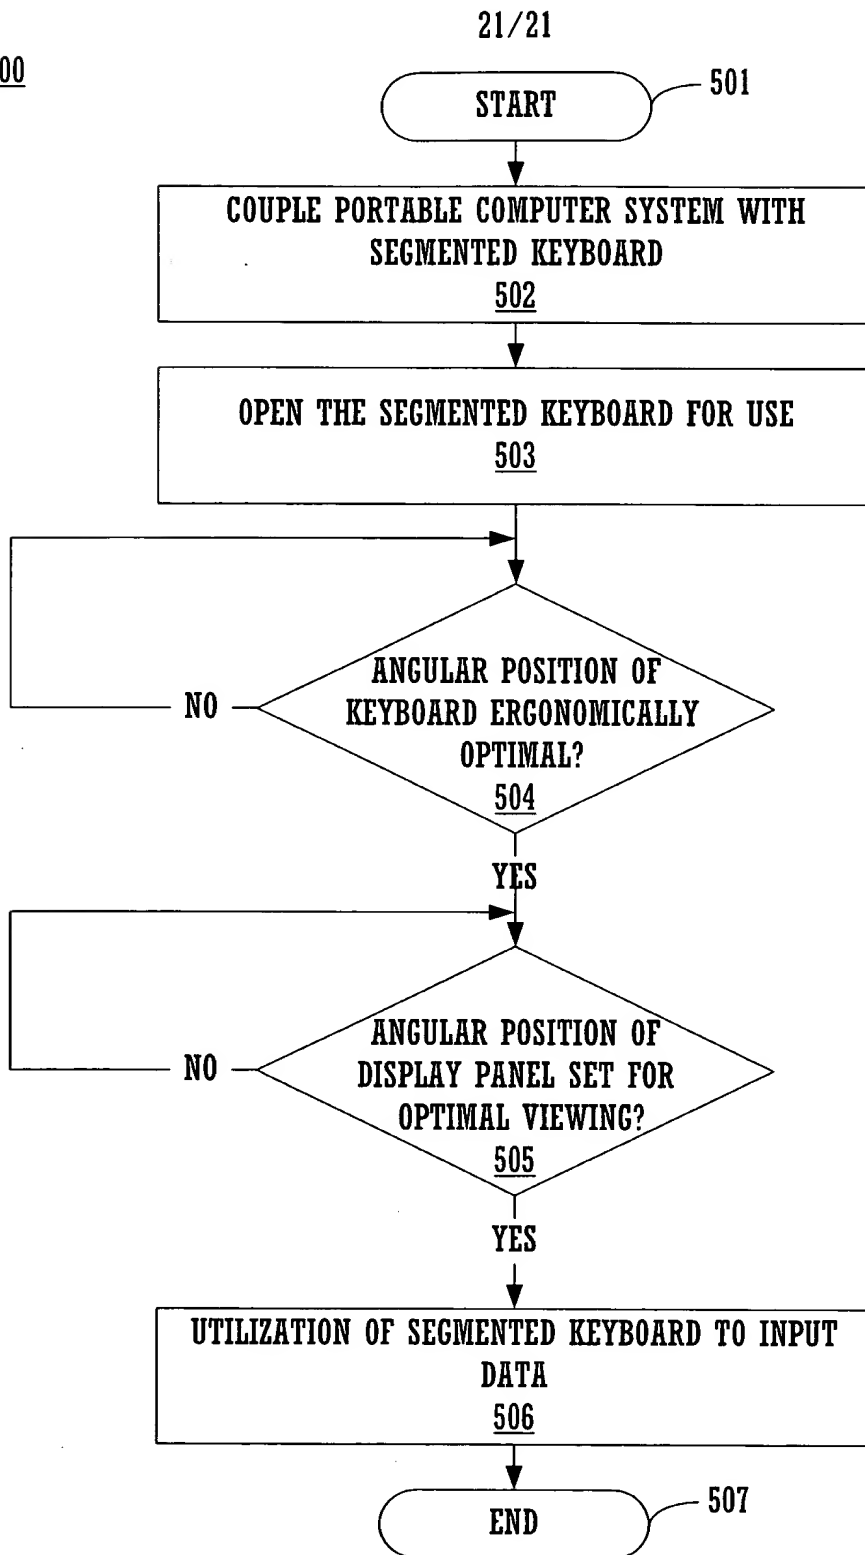 21/21
00
START
501
COUPLE PORTABLE COMPUTER SYSTEM WITH
SEGMENTED KEYBOARD
502
OPEN THE SEGMENTED KEYBOARD FOR USE
503
ANGULAR POSITION OF
KEYBOARD ERGONOMICALLY
OPTIMAL?
504
NO
YES
ANGULAR POSITION OF
DISPLAY PANEL SET FOR
OPTIMAL VIEWING?
505
NO
YES
UTILIZATION OF SEGMENTED KEYBOARD TO INPUT
DATA
506
END
507